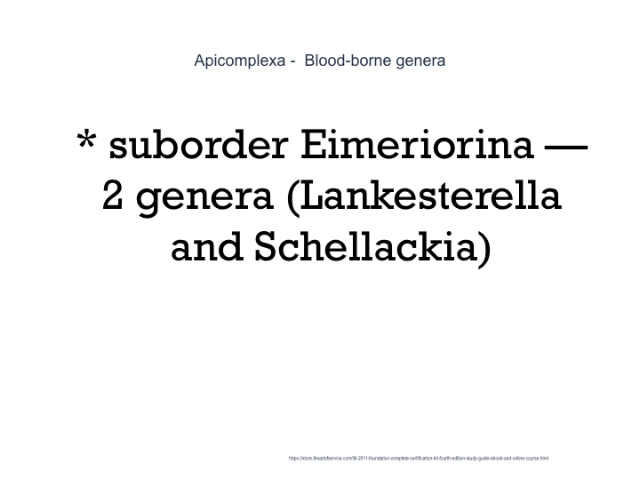 Apicomplexa -  Blood-borne genera
* suborder Eimeriorina —
2 genera (Lankesterella
and Schellackia)